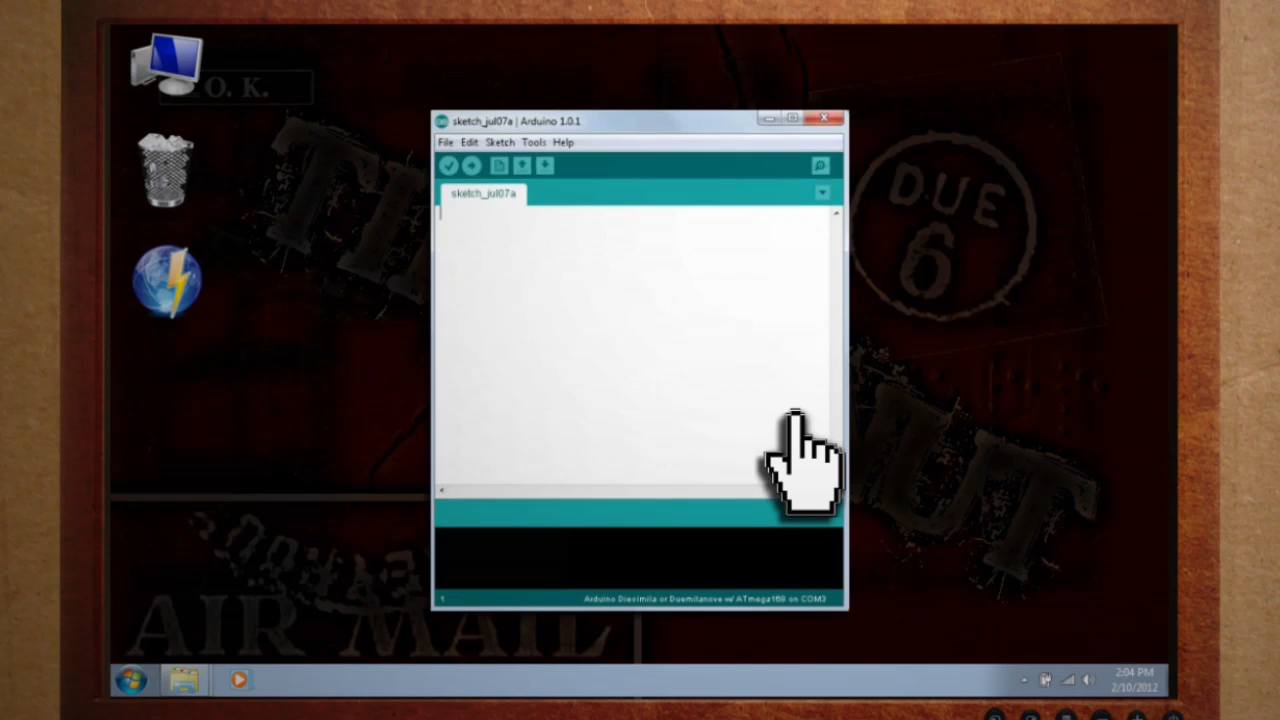 O. K.
sketch_jul07a | Arduino 1.0.1
File Edit Sketch Tools Help
sketch_jul07a
DUE
6
AIR MAIL
1
Arduino Diecimila or Duemilanove w/ ATmega168 on COM3
2:04 PM
2/10/2012